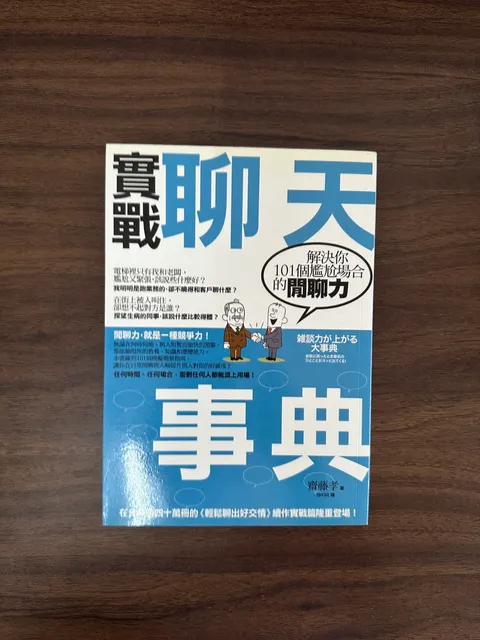 實戰
聊天
事典
解決你
101個尷尬場合
的閒聊力
電梯裡只有我和老闆，
尷尬又緊張，該說些什麼好？
我明明是跑業務的，卻不曉得和客戶聊什麼？
在街上被人叫住，
卻想不起對方是誰？
探望生病的同事，該說什麼比較得體？
雑談力が上がる
大事典
閒聊力，就是一種競爭力！
任何時間、任何場合，面對任何人都能派上用場！
齋藤孝 著
四十萬冊的《輕鬆聊出好交情》續作實戰篇隆重登場！